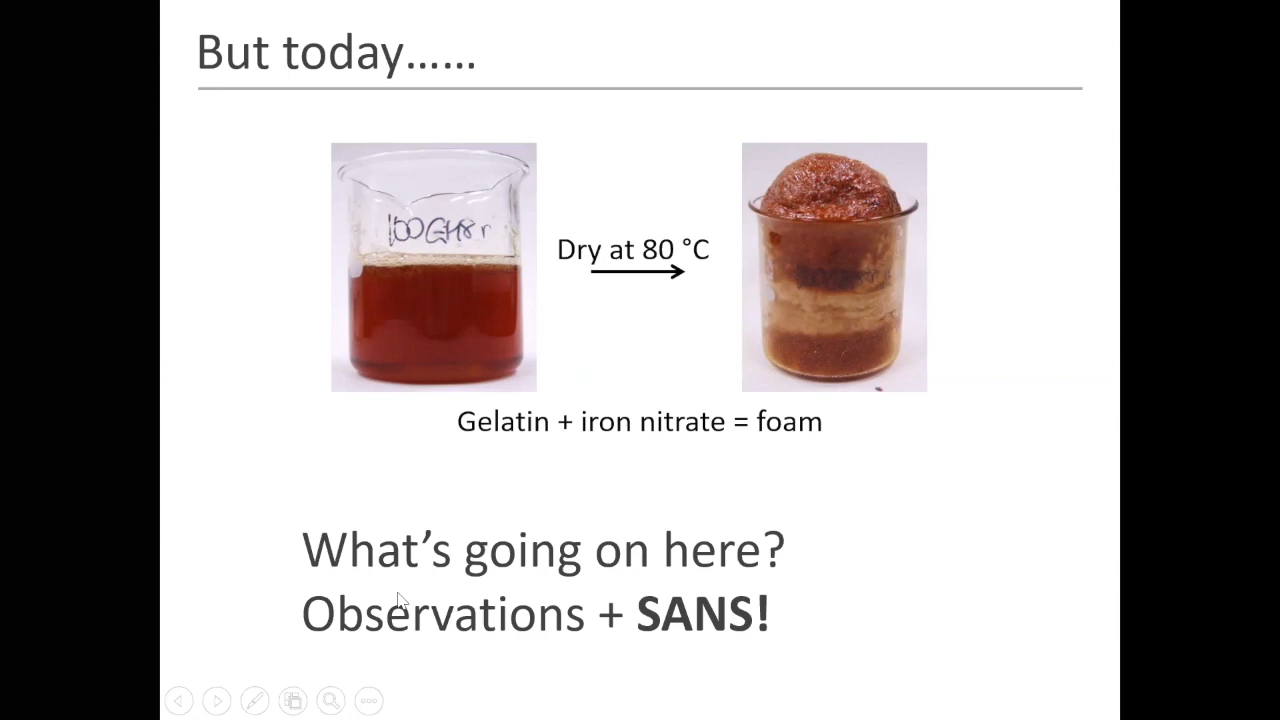 But today......
Dry at 80 °C
Gelatin + iron nitrate = foam
What's going on here?
Observations + SANS!